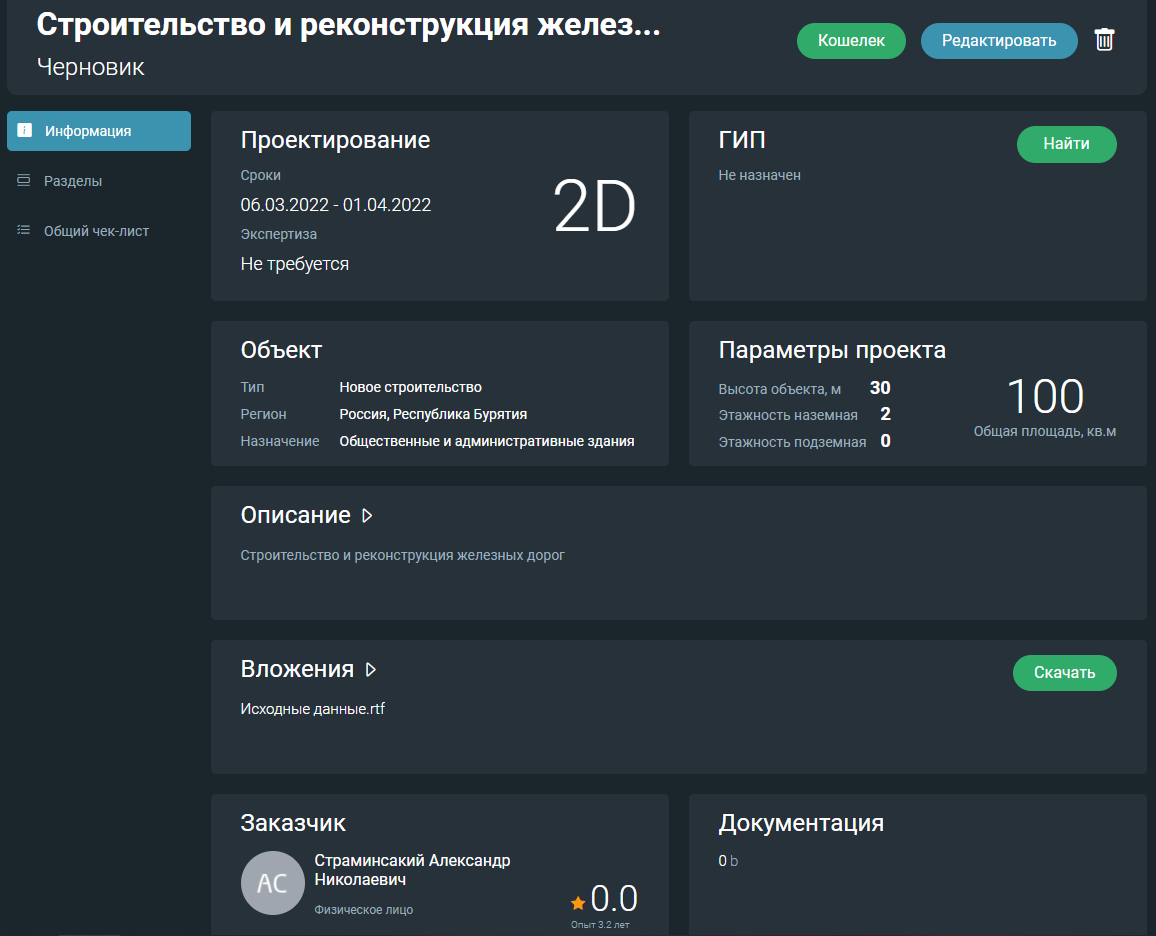 Строительство и реконструкция желез...
Черновик
Кошелек
Редактировать
Информация
Разделы
Общий чек-лист
Проектирование
Сроки
06.03.2022 - 01.04.2022
Экспертиза
Не требуется
2D
ГИП
Не назначен
Найти
Объект
Тип Новое строительство
Регион Россия, Республика Бурятия
Назначение Общественные и административные здания
Параметры проекта
Высота объекта, м 30
Этажность наземная 2
Этажность подземная 0
100
Общая площадь, кв.м
Описание
Строительство и реконструкция железных дорог
Вложения
Скачать
Исходные данные.rtf
Заказчик
АС
Страминсакий Александр
Николаевич
Физическое лицо
0.0
Опыт 3.2 лет
Документация
0 b